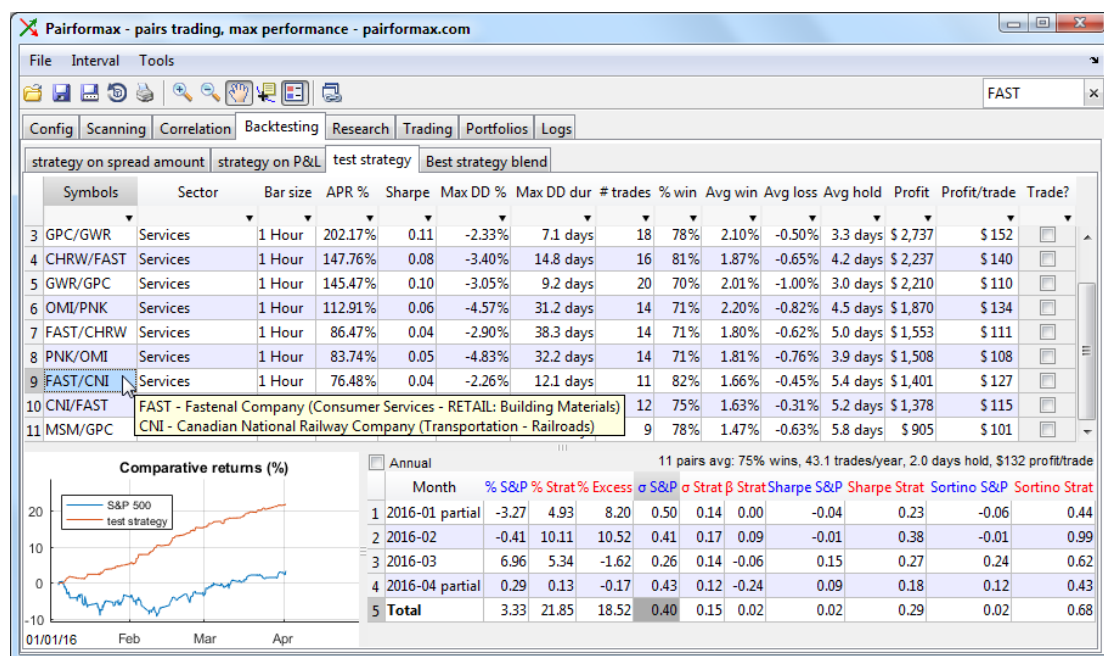 Pairformax - pairs trading, max performance - pairformax.com
File Interval Tools
FAST
Config Scanning Correlation Backtesting Research Trading Portfolios Logs
strategy on spread amount strategy on P&L test strategy Best strategy blend
Symbols Sector Bar size APR % Sharpe Max DD % Max DD dur # trades % win Avg win Avg loss Avg hold Profit Profit/trade Trade?
3 GPC/GWR Services 1 Hour 202.17% 0.11 -2.33% 7.1 days 18 78% 2.10% -0.50% 3.3 days $ 2,737 $ 152
4 CHRW/FAST Services 1 Hour 147.76% 0.08 -3.40% 14.8 days 16 81% 1.87% -0.65% 4.2 days $ 2,237 $ 140
5 GWR/GPC Services 1 Hour 145.47% 0.10 -3.05% 9.2 days 20 70% 2.01% -1.00% 3.0 days $ 2,210 $ 110
6 OMI/PNK Services 1 Hour 112.91% 0.06 -4.57% 31.2 days 14 71% 2.20% -0.82% 4.5 days $ 1,870 $ 134
7 FAST/CHRW Services 1 Hour 86.47% 0.04 -2.90% 38.3 days 14 71% 1.80% -0.62% 5.0 days $ 1,553 $ 111
8 PNK/OMI Services 1 Hour 83.74% 0.05 -4.83% 32.2 days 14 71% 1.81% -0.76% 3.9 days $ 1,508 $ 108
9 FAST/CNI Services 1 Hour 76.48% 0.04 -2.26% 12.1 days 11 82% 1.66% -0.45% 5.4 days $ 1,401 $ 127
10 CNI/FAST 12 75% 1.63% -0.31% 5.2 days $ 1,378 $ 115
FAST - Fastenal Company (Consumer Services - RETAIL: Building Materials)
CNI - Canadian National Railway Company (Transportation - Railroads)
11 MSM/GPC 9 78% 1.47% -0.63% 5.8 days $ 905 $ 101
Comparative returns (%)
S&P 500
test strategy
20
10
0
-10
01/01/16 Feb Mar Apr
Annual 11 pairs avg: 75% wins, 43.1 trades/year, 2.0 days hold, $132 profit/trade
Month % S&P % Strat % Excess σ S&P σ Strat β Strat Sharpe S&P Sharpe Strat Sortino S&P Sortino Strat
1 2016-01 partial -3.27 4.93 8.20 0.50 0.14 0.00 -0.04 0.23 -0.06 0.44
2 2016-02 -0.41 10.11 10.52 0.41 0.17 0.09 -0.01 0.38 -0.01 0.99
3 2016-03 6.96 5.34 -1.62 0.26 0.14 -0.06 0.15 0.27 0.24 0.62
4 2016-04 partial 0.29 0.13 -0.17 0.43 0.12 -0.24 0.09 0.18 0.12 0.43
5 Total 3.33 21.85 18.52 0.40 0.15 0.02 0.02 0.29 0.02 0.68